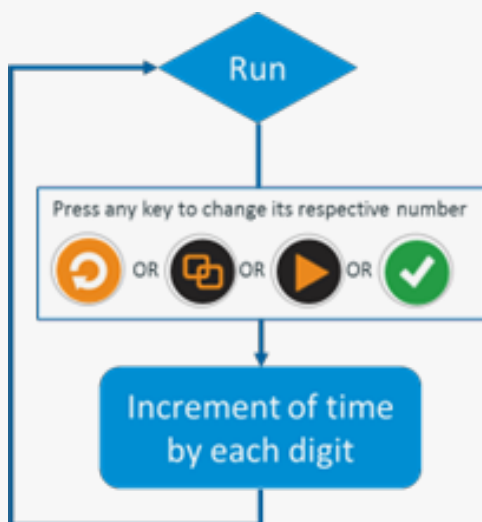 Run
Press any key to change its respective number
OR OR OR
Increment of time
by each digit